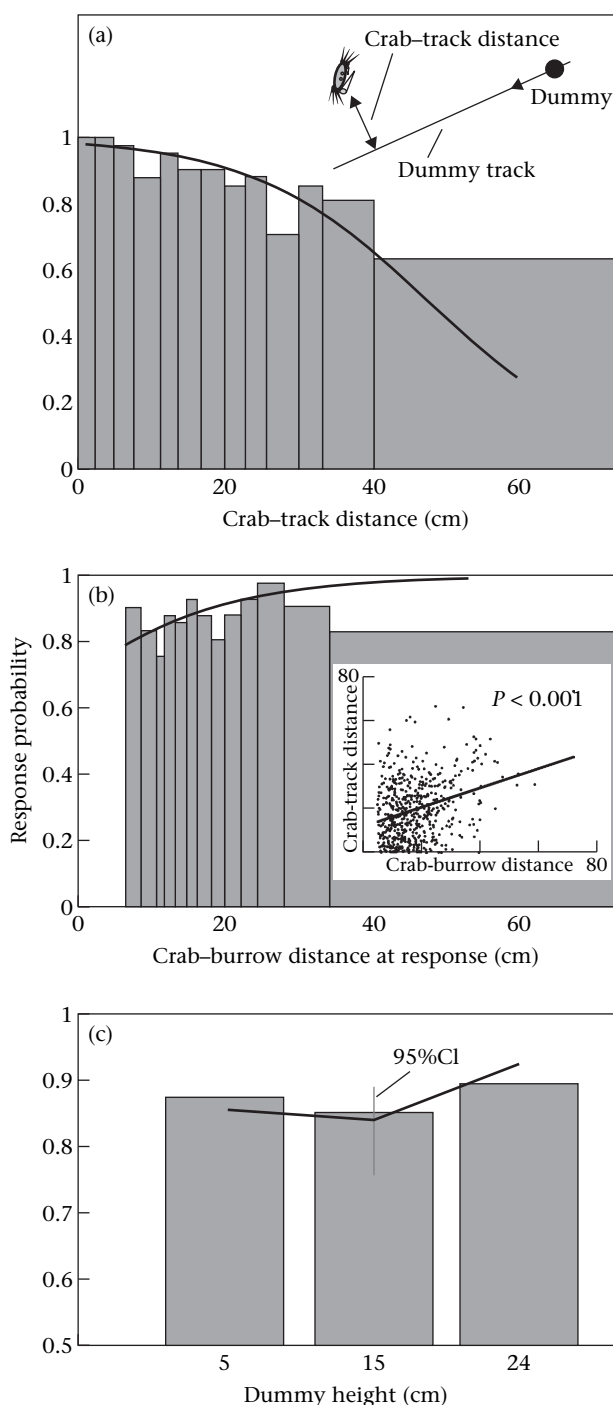 (a)
Crab–track distance
Dummy
Dummy track
1
0.8
0.6
0.4
0.2
0
0
20
40
60
Crab–track distance (cm)
(b)
Response probability
1
0.8
0.6
0.4
0.2
0
80
P < 0.001
Crab-track distance
Crab-burrow distance
80
0
20
40
60
Crab–burrow distance at response (cm)
(c)
95%Cl
1
0.9
0.8
0.7
0.6
0.5
5
15
24
Dummy height (cm)